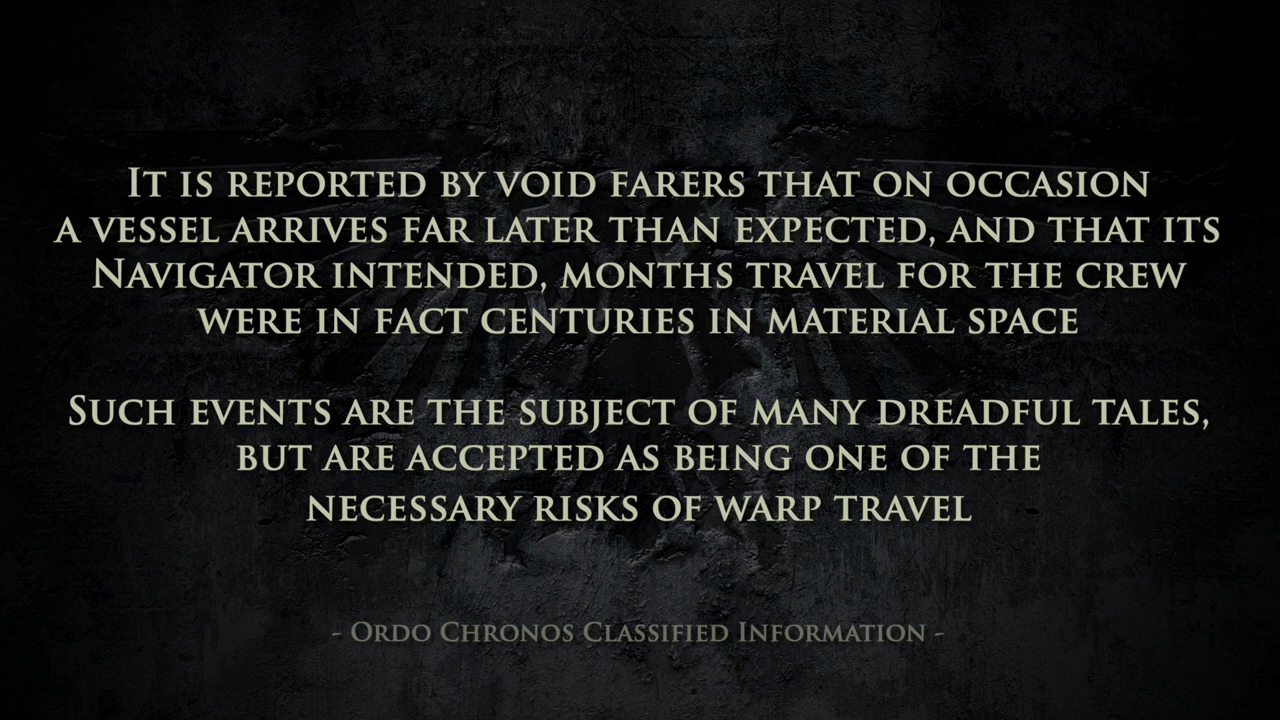 It is reported by void farers that on occasion
a vessel arrives far later than expected, and that its
Navigator intended, months travel for the crew
were in fact centuries in material space
Such events are the subject of many dreadful tales,
but are accepted as being one of the
necessary risks of warp travel
- Ordo Chronos Classified Information -